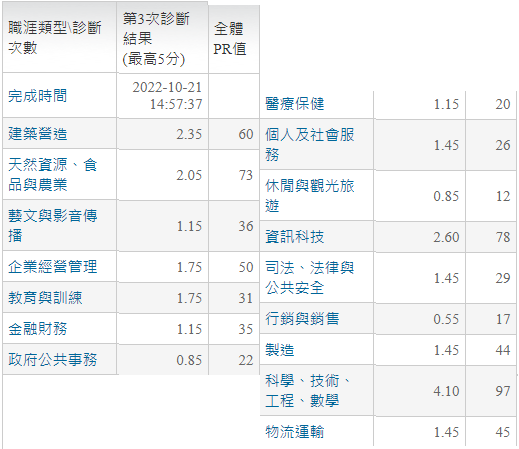 職涯類型\診斷
次數
第3次診斷
結果
(最高5分)
全體
PR值
完成時間
2022-10-21
14:57:37
建築營造 2.35 60
天然資源、食
品與農業
2.05 73
藝文與影音傳
播
1.15 36
企業經營管理 1.75 50
教育與訓練 1.75 31
金融財務 1.15 35
政府公共事務 0.85 22
醫療保健 1.15 20
個人及社會服
務
1.45 26
休閒與觀光旅
遊
0.85 12
資訊科技 2.60 78
司法、法律與
公共安全
1.45 29
行銷與銷售 0.55 17
製造 1.45 44
科學、技術、
工程、數學
4.10 97
物流運輸 1.45 45